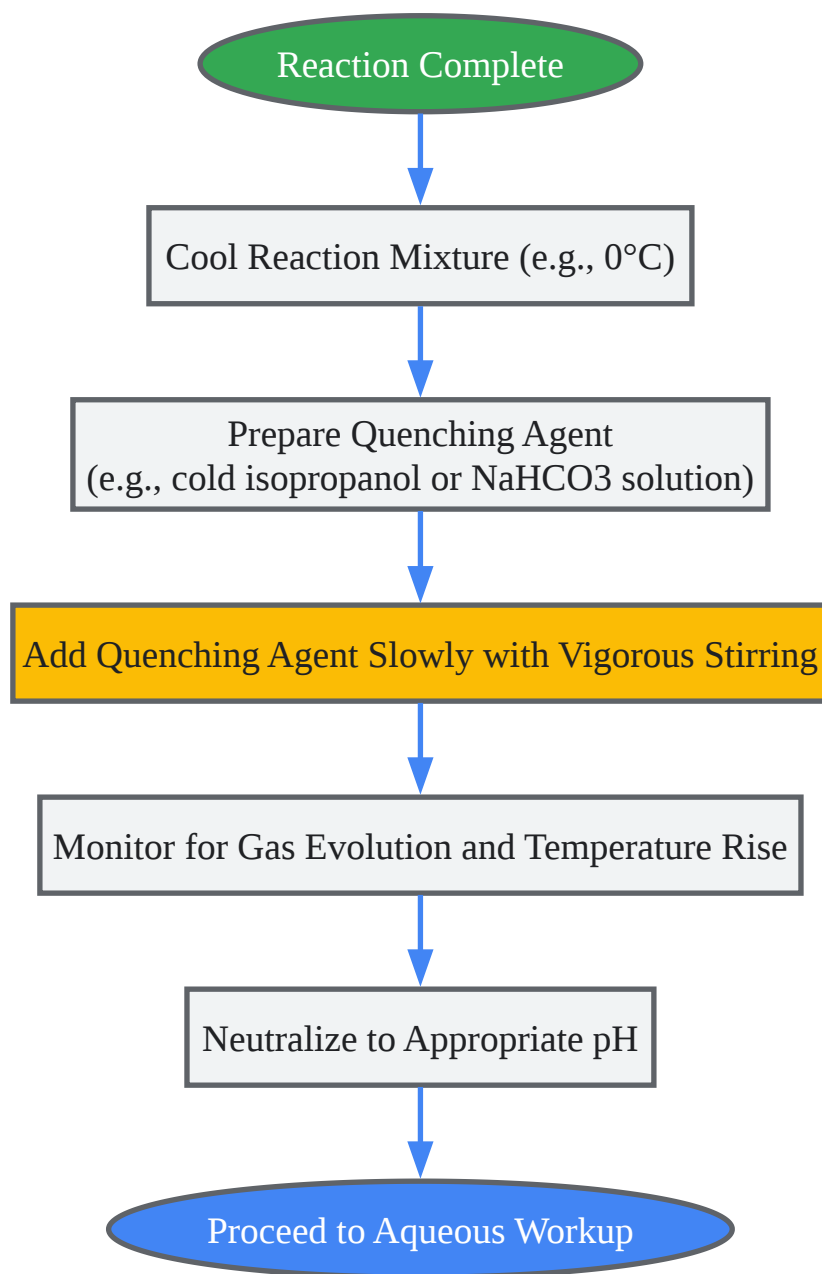 Reaction Complete
Cool Reaction Mixture (e.g., 0°C)
Prepare Quenching Agent
(e.g., cold isopropanol or NaHCO3 solution)
Add Quenching Agent Slowly with Vigorous Stirring
Monitor for Gas Evolution and Temperature Rise
Neutralize to Appropriate pH
Proceed to Aqueous Workup